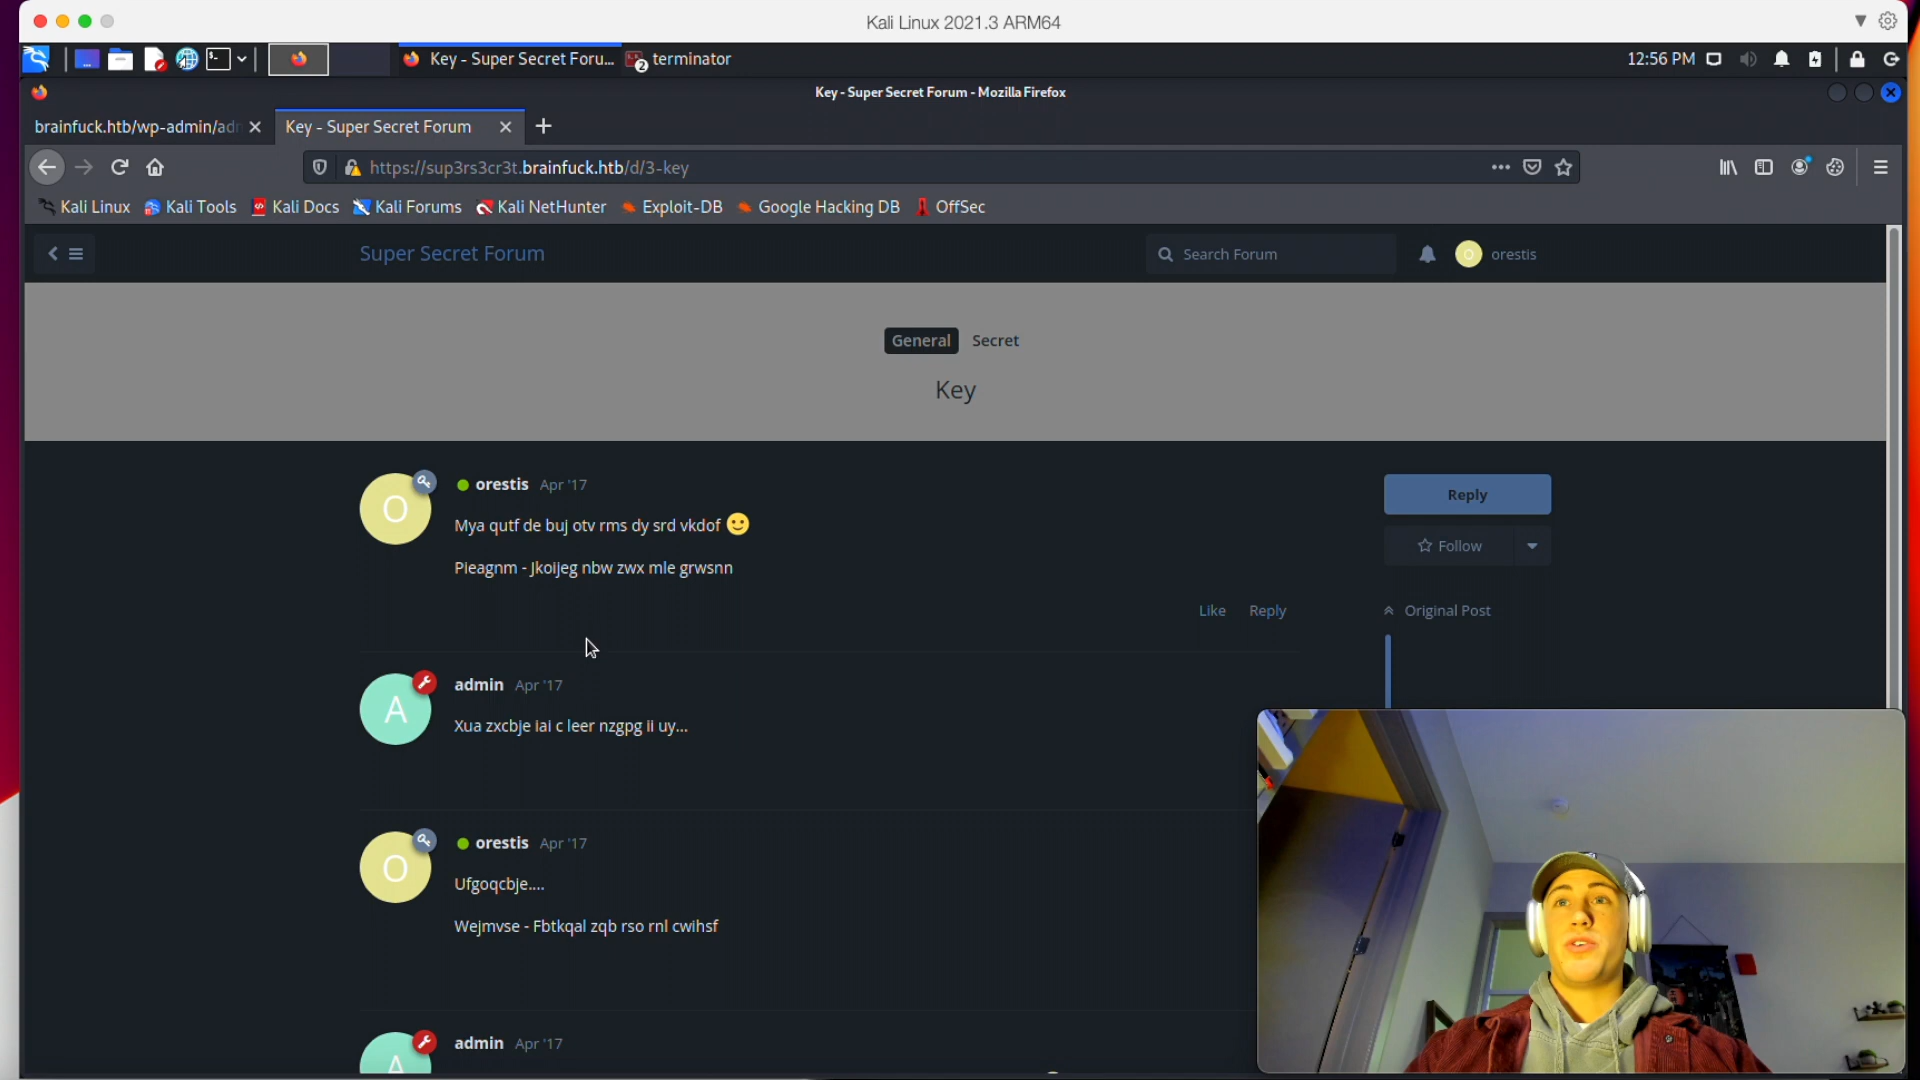 Kali Linux 2021.3 ARM64
Key - Super Secret Foru... 2 terminator 12:56 PM
Key - Super Secret Forum - Mozilla Firefox
brainfuck.htb/wp-admin/adm Key - Super Secret Forum
https://sup3rs3cr3t.brainfuck.htb/d/3-key
Kali Linux Kali Tools Kali Docs Kali Forums Kali NetHunter Exploit-DB Google Hacking DB OffSec
Super Secret Forum Search Forum O orestis
General Secret
Key
O orestis Apr '17 Reply
Mya qutf de buj otv rms dy srd vkdof 🙂
Follow
Pieagnm - Jkoijeg nbw zwx mle grwsnn
Like Reply Original Post
A admin Apr '17
Xua zxcbje iai c leer nzgpg ii uy...
O orestis Apr '17
Ufgoqcbje....
Wejmvse - Fbtkqal zqb rso rnl cwihsf
A admin Apr '17